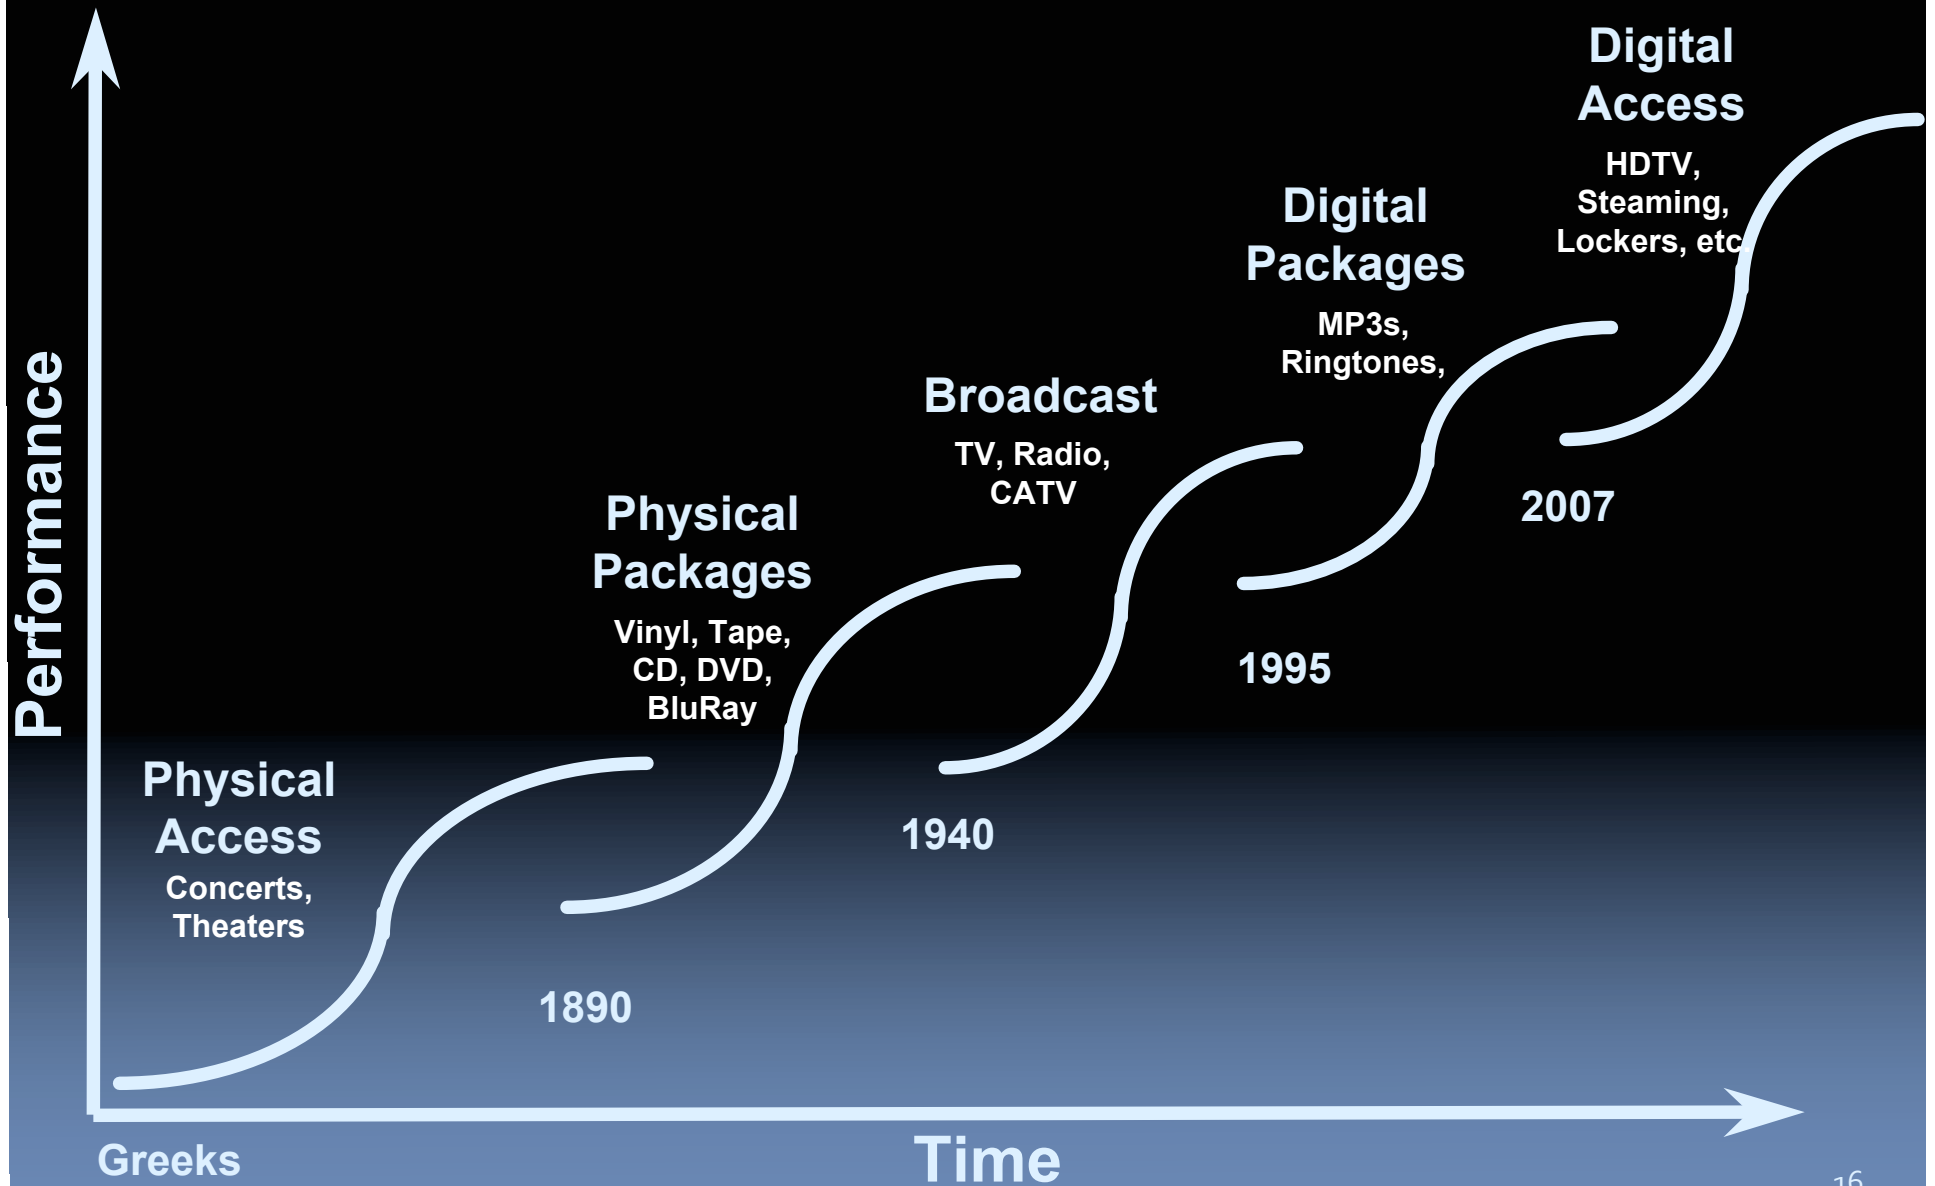 Digital
Access
HDTV,
Steaming,
Lockers, etc.
Digital
Packages
MP3s,
Ringtones,
Broadcast
TV, Radio,
CATV
Physical
Packages
Vinyl, Tape,
CD, DVD,
BluRay
Physical
Access
Concerts,
Theaters
Performance
2007
1995
1940
1890
Greeks
Time
16